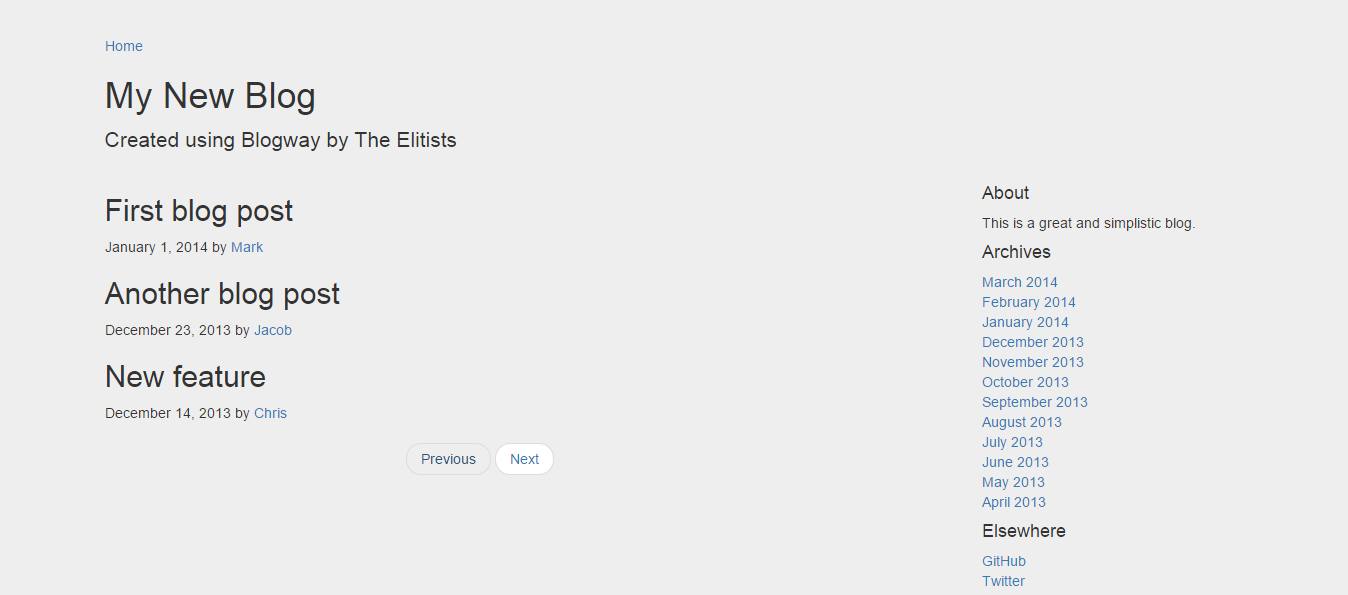 Home
My New Blog
Created using Blogway by The Elitists
First blog post
January 1, 2014 by Mark
Another blog post
December 23, 2013 by Jacob
New feature
December 14, 2013 by Chris
Previous
Next
About
This is a great and simplistic blog.
Archives
March 2014
February 2014
January 2014
December 2013
November 2013
October 2013
September 2013
August 2013
July 2013
June 2013
May 2013
April 2013
Elsewhere
GitHub
Twitter